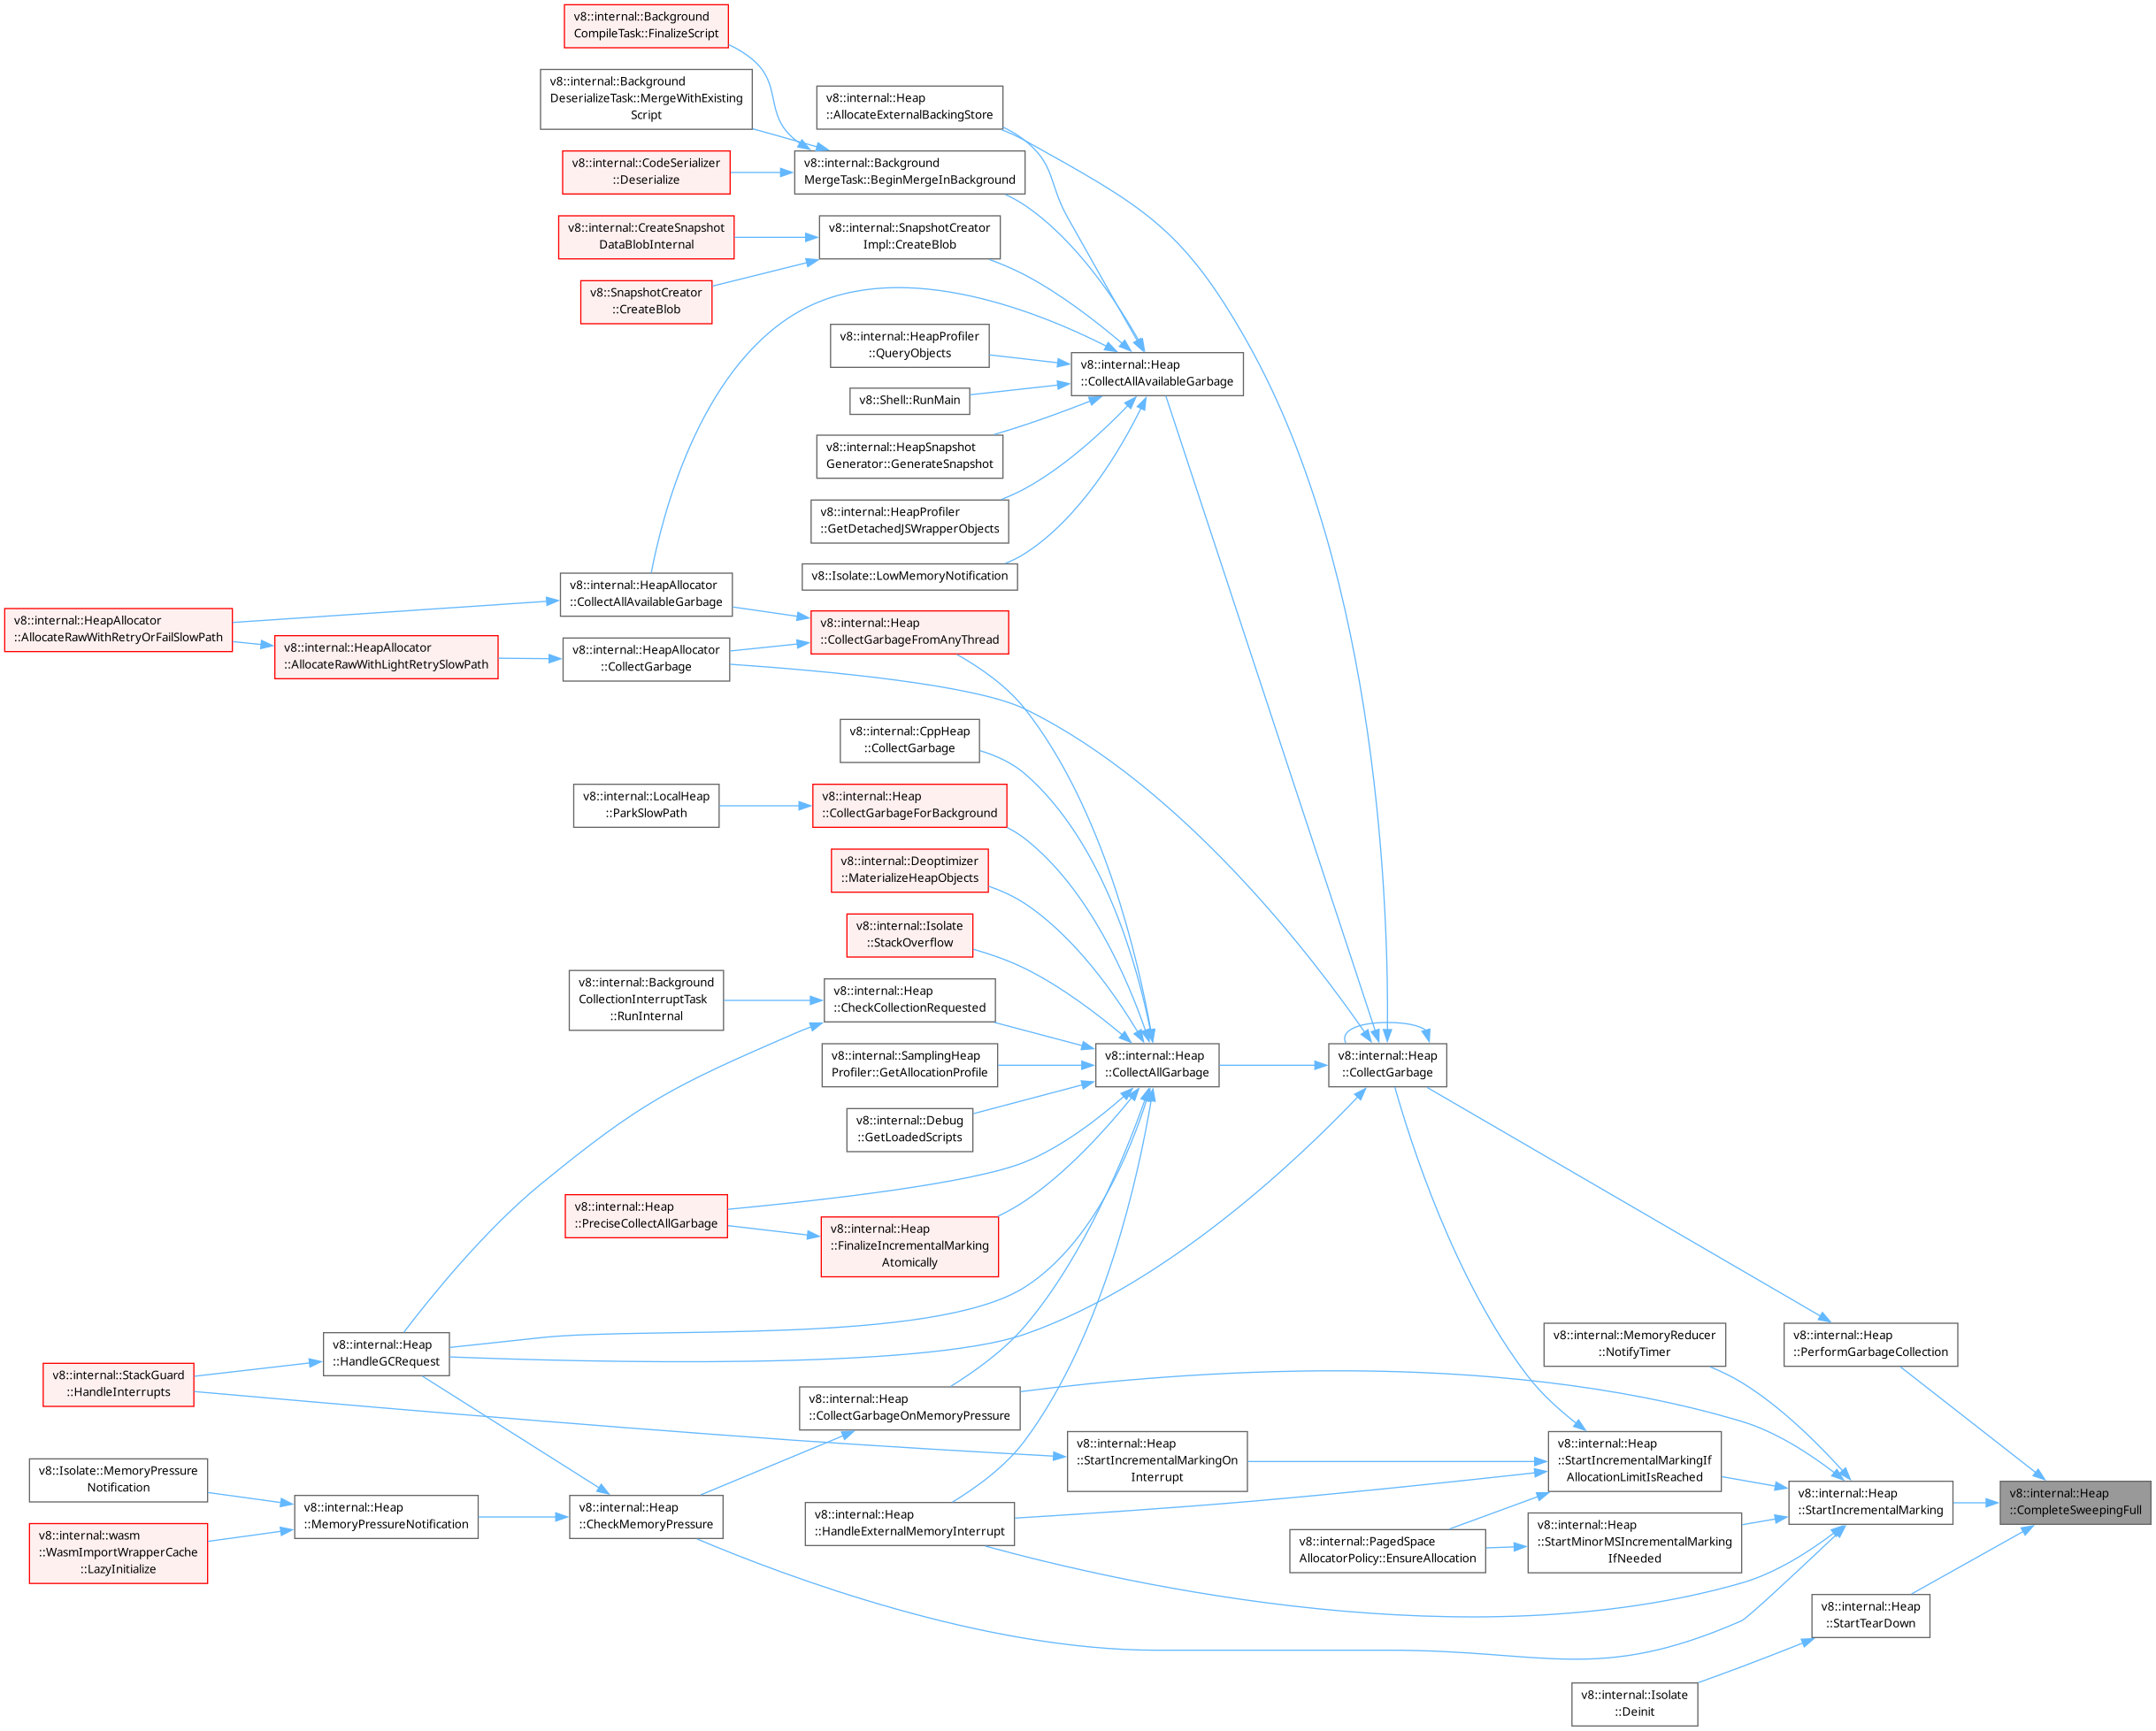 v8::internal::Background
CompileTask::FinalizeScript
v8::internal::Background
DeserializeTask::MergeWithExisting
Script
v8::internal::Heap
::AllocateExternalBackingStore
v8::internal::CodeSerializer
::Deserialize
v8::internal::Background
MergeTask::BeginMergeInBackground
v8::internal::CreateSnapshot
DataBlobInternal
v8::internal::SnapshotCreator
Impl::CreateBlob
v8::SnapshotCreator
::CreateBlob
v8::internal::HeapProfiler
::QueryObjects
v8::internal::Heap
::CollectAllAvailableGarbage
v8::Shell::RunMain
v8::internal::HeapSnapshot
Generator::GenerateSnapshot
v8::internal::HeapProfiler
::GetDetachedJSWrapperObjects
v8::Isolate::LowMemoryNotification
v8::internal::HeapAllocator
::CollectAllAvailableGarbage
v8::internal::HeapAllocator
::AllocateRawWithRetryOrFailSlowPath
v8::internal::HeapAllocator
::AllocateRawWithLightRetrySlowPath
v8::internal::HeapAllocator
::CollectGarbage
v8::internal::Heap
::CollectGarbageFromAnyThread
v8::internal::CppHeap
::CollectGarbage
v8::internal::LocalHeap
::ParkSlowPath
v8::internal::Heap
::CollectGarbageForBackground
v8::internal::Deoptimizer
::MaterializeHeapObjects
v8::internal::Isolate
::StackOverflow
v8::internal::Background
CollectionInterruptTask
::RunInternal
v8::internal::Heap
::CheckCollectionRequested
v8::internal::SamplingHeap
Profiler::GetAllocationProfile
v8::internal::Heap
::CollectAllGarbage
v8::internal::Heap
::CollectGarbage
v8::internal::Debug
::GetLoadedScripts
v8::internal::Heap
::PreciseCollectAllGarbage
v8::internal::Heap
::FinalizeIncrementalMarking
Atomically
v8::internal::Heap
::HandleGCRequest
v8::internal::StackGuard
::HandleInterrupts
v8::internal::MemoryReducer
::NotifyTimer
v8::internal::Heap
::PerformGarbageCollection
v8::internal::Heap
::CollectGarbageOnMemoryPressure
v8::internal::Heap
::StartIncrementalMarkingOn
Interrupt
v8::internal::Heap
::StartIncrementalMarkingIf
AllocationLimitIsReached
v8::Isolate::MemoryPressure
Notification
v8::internal::Heap
::MemoryPressureNotification
v8::internal::Heap
::CheckMemoryPressure
v8::internal::Heap
::HandleExternalMemoryInterrupt
v8::internal::Heap
::StartIncrementalMarking
v8::internal::Heap
::CompleteSweepingFull
v8::internal::wasm
::WasmImportWrapperCache
::LazyInitialize
v8::internal::PagedSpace
AllocatorPolicy::EnsureAllocation
v8::internal::Heap
::StartMinorMSIncrementalMarking
IfNeeded
v8::internal::Heap
::StartTearDown
v8::internal::Isolate
::Deinit